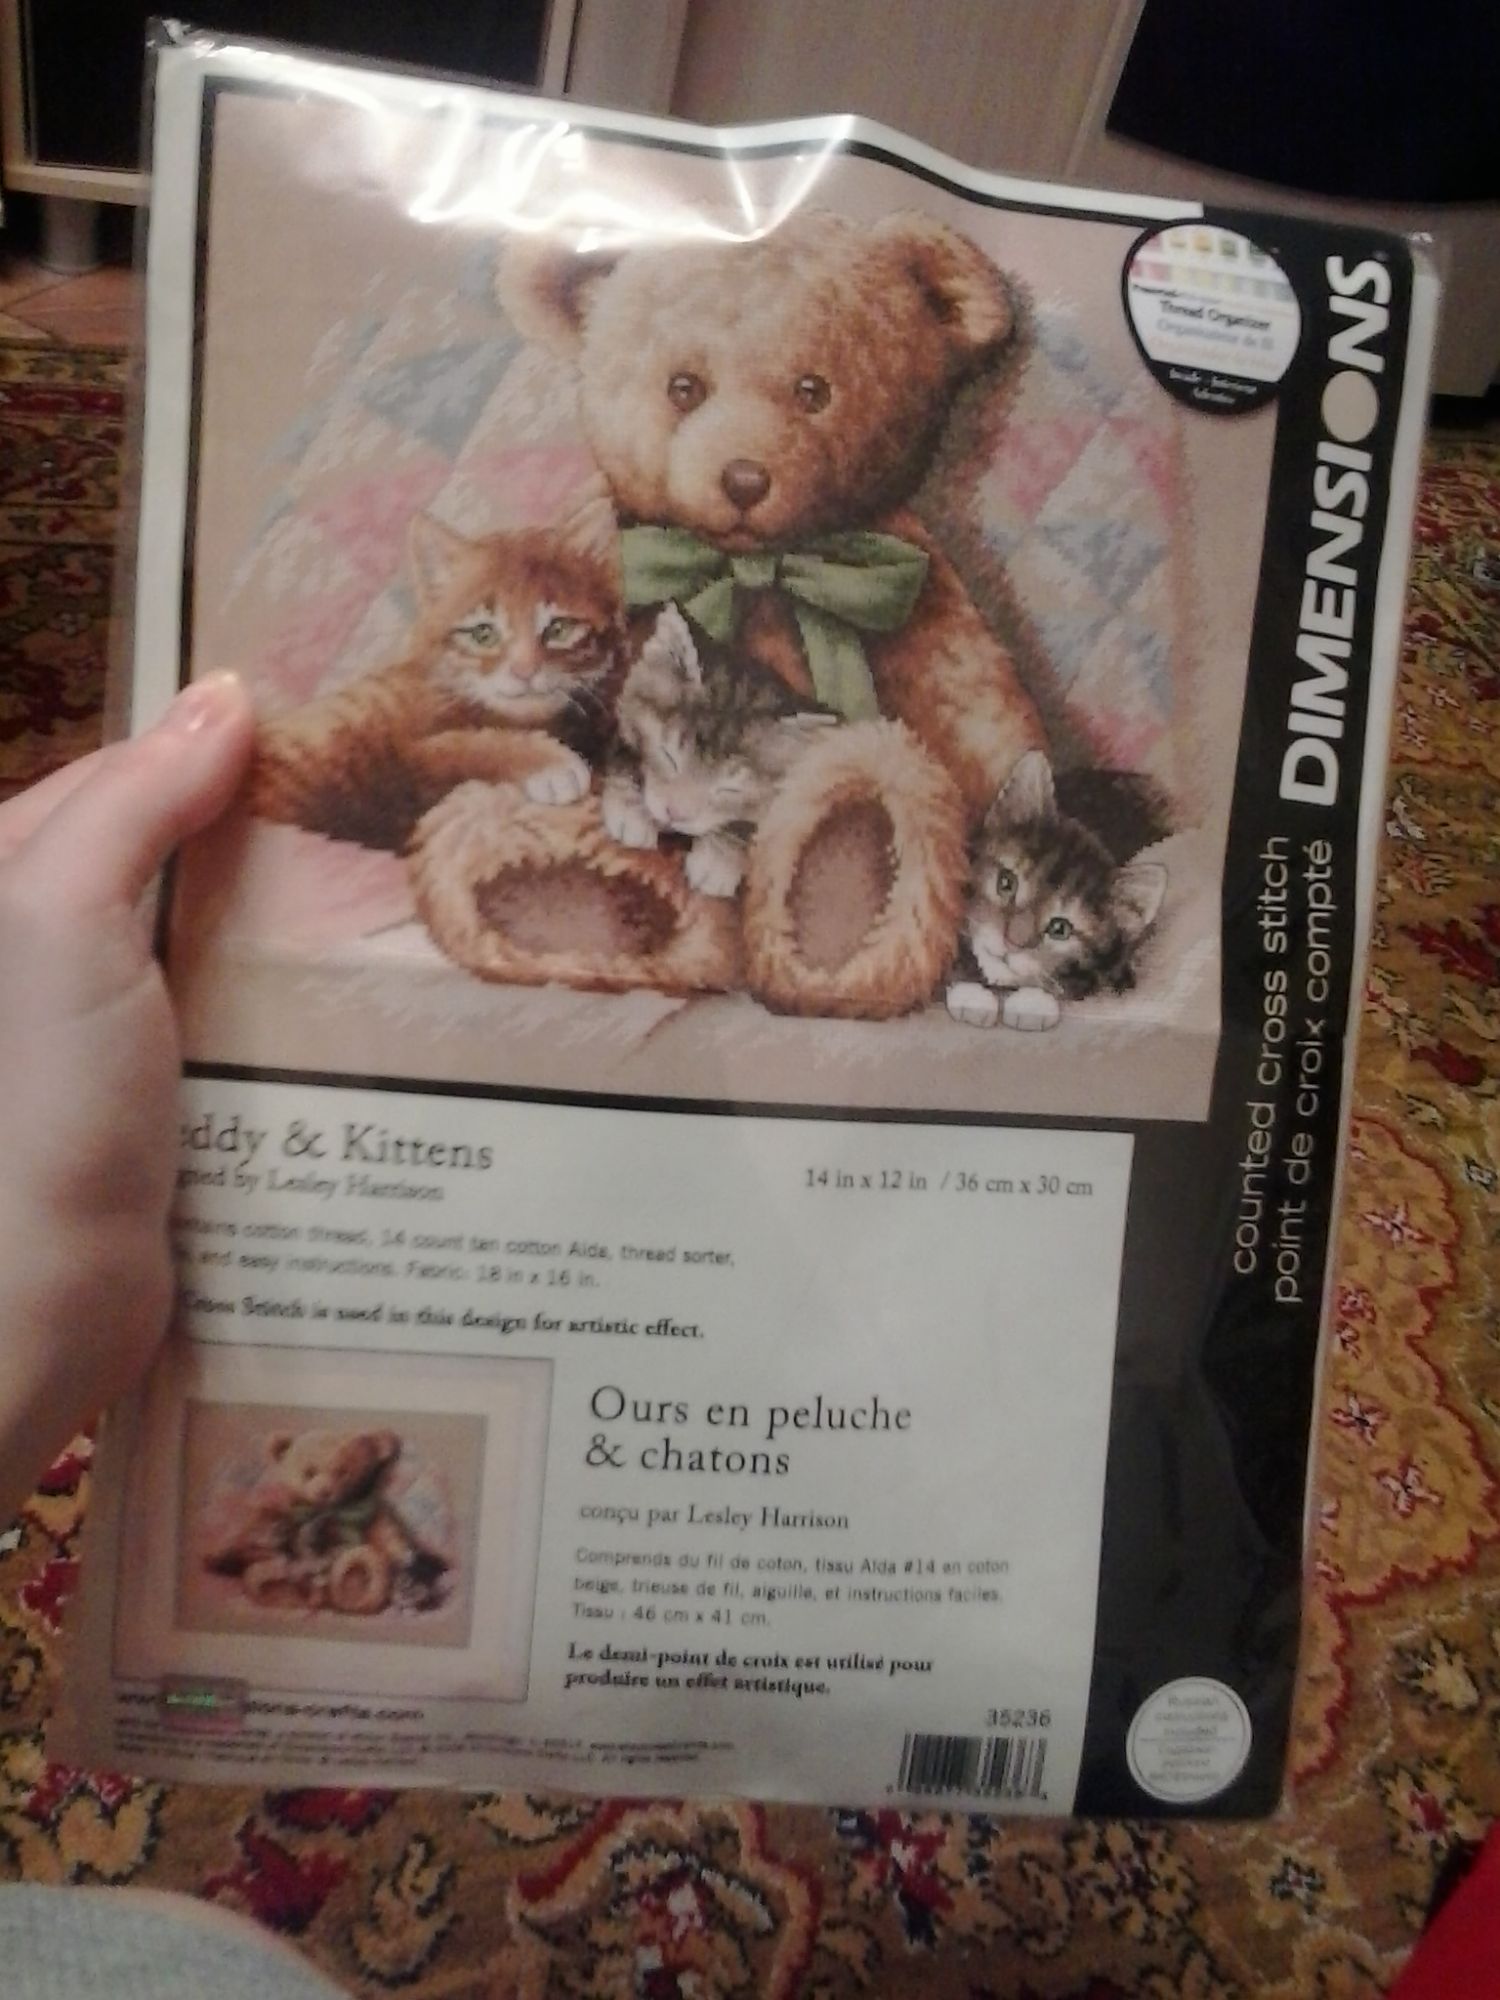 Thread Organizer
DIMENSIONS
counted cross stitch
point de croix compté
eddy & Kittens
gned by Lesley Harrison
14 in x 12 in / 36 cm x 30 cm
cotton thread, 14 count tan cotton Aida, thread sorter,
and easy instructions. Fabric: 18 in x 16 in.
Cross Stitch is used in this design for artistic effect.
Ours en peluche
& chatons
conçu par Lesley Harrison
Comprends du fil de coton, tissu Aida #14 en coton
beige, trieuse de fil, aiguille, et instructions faciles.
Tissu : 46 cm x 41 cm.
Le demi-point de croix est utilisé pour
produire un effet artistique.
35236
Russian
instructions
included